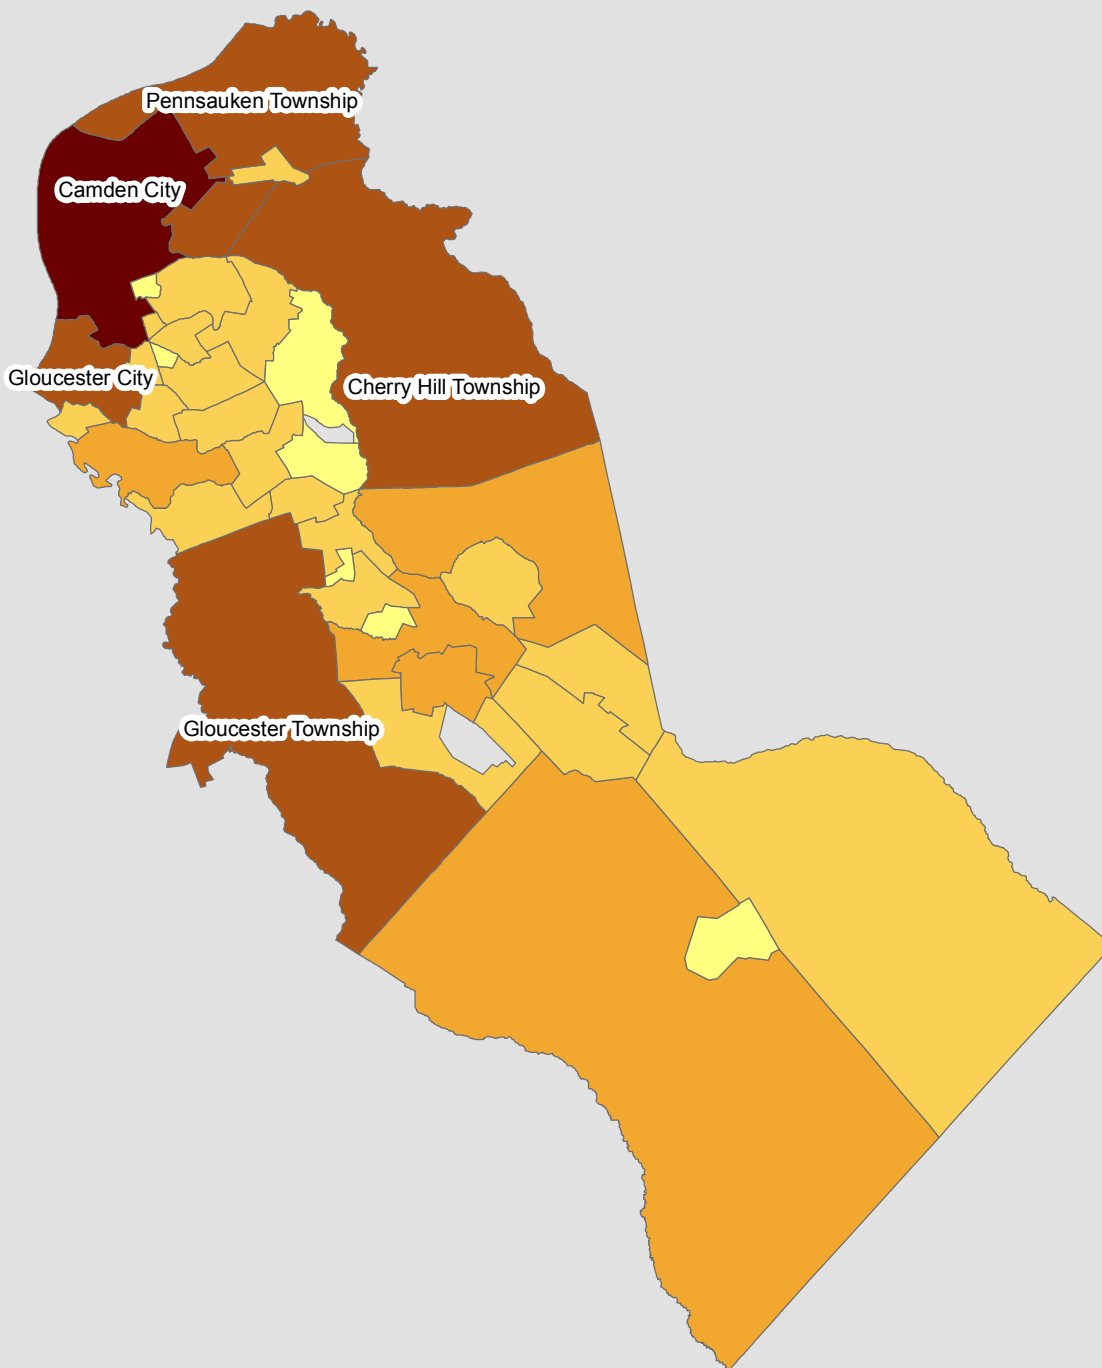 Pennsauken Township
Camden City
Gloucester City
Cherry Hill Township
Gloucester Township